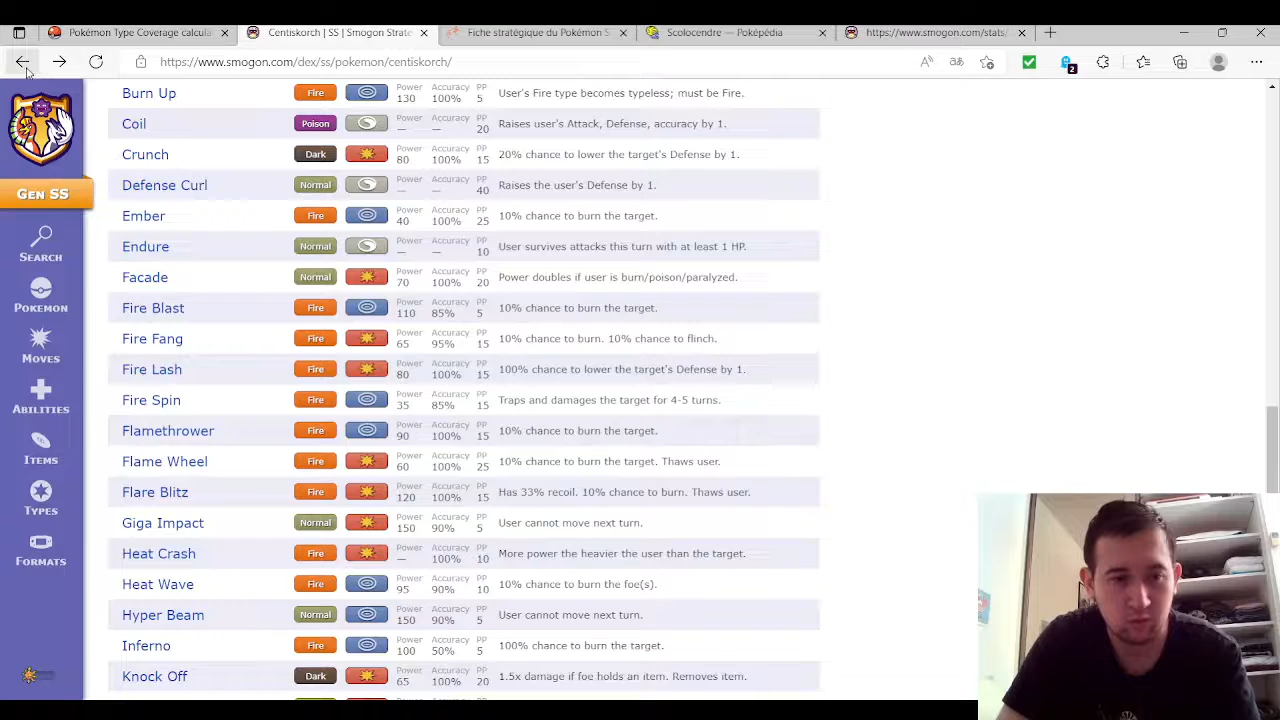 Pokémon Type Coverage calcula
Centiskorch | SS | Smogon Strate
Fiche stratégique du Pokémon S
Scolocendre — Poképédia
https://www.smogon.com/stats/
https://www.smogon.com/dex/ss/pokemon/centiskorch/
2
GEN SS
SEARCH
POKEMON
MOVES
ABILITIES
ITEMS
TYPES
FORMATS
Burn Up Fire Power 130 Accuracy 100% PP 5 User's Fire type becomes typeless; must be Fire.
Coil Poison Power — Accuracy — PP 20 Raises user's Attack, Defense, accuracy by 1.
Crunch Dark Power 80 Accuracy 100% PP 15 20% chance to lower the target's Defense by 1.
Defense Curl Normal Power — Accuracy — PP 40 Raises the user's Defense by 1.
Ember Fire Power 40 Accuracy 100% PP 25 10% chance to burn the target.
Endure Normal Power — Accuracy — PP 10 User survives attacks this turn with at least 1 HP.
Facade Normal Power 70 Accuracy 100% PP 20 Power doubles if user is burn/poison/paralyzed.
Fire Blast Fire Power 110 Accuracy 85% PP 5 10% chance to burn the target.
Fire Fang Fire Power 65 Accuracy 95% PP 15 10% chance to burn. 10% chance to flinch.
Fire Lash Fire Power 80 Accuracy 100% PP 15 100% chance to lower the target's Defense by 1.
Fire Spin Fire Power 35 Accuracy 85% PP 15 Traps and damages the target for 4-5 turns.
Flamethrower Fire Power 90 Accuracy 100% PP 15 10% chance to burn the target.
Flame Wheel Fire Power 60 Accuracy 100% PP 25 10% chance to burn the target. Thaws user.
Flare Blitz Fire Power 120 Accuracy 100% PP 15 Has 33% recoil. 10% chance to burn. Thaws user.
Giga Impact Normal Power 150 Accuracy 90% PP 5 User cannot move next turn.
Heat Crash Fire Power — Accuracy 100% PP 10 More power the heavier the user than the target.
Heat Wave Fire Power 95 Accuracy 90% PP 10 10% chance to burn the foe(s).
Hyper Beam Normal Power 150 Accuracy 90% PP 5 User cannot move next turn.
Inferno Fire Power 100 Accuracy 50% PP 5 100% chance to burn the target.
Knock Off Dark Power 65 Accuracy 100% PP 20 1.5x damage if foe holds an item. Removes item.